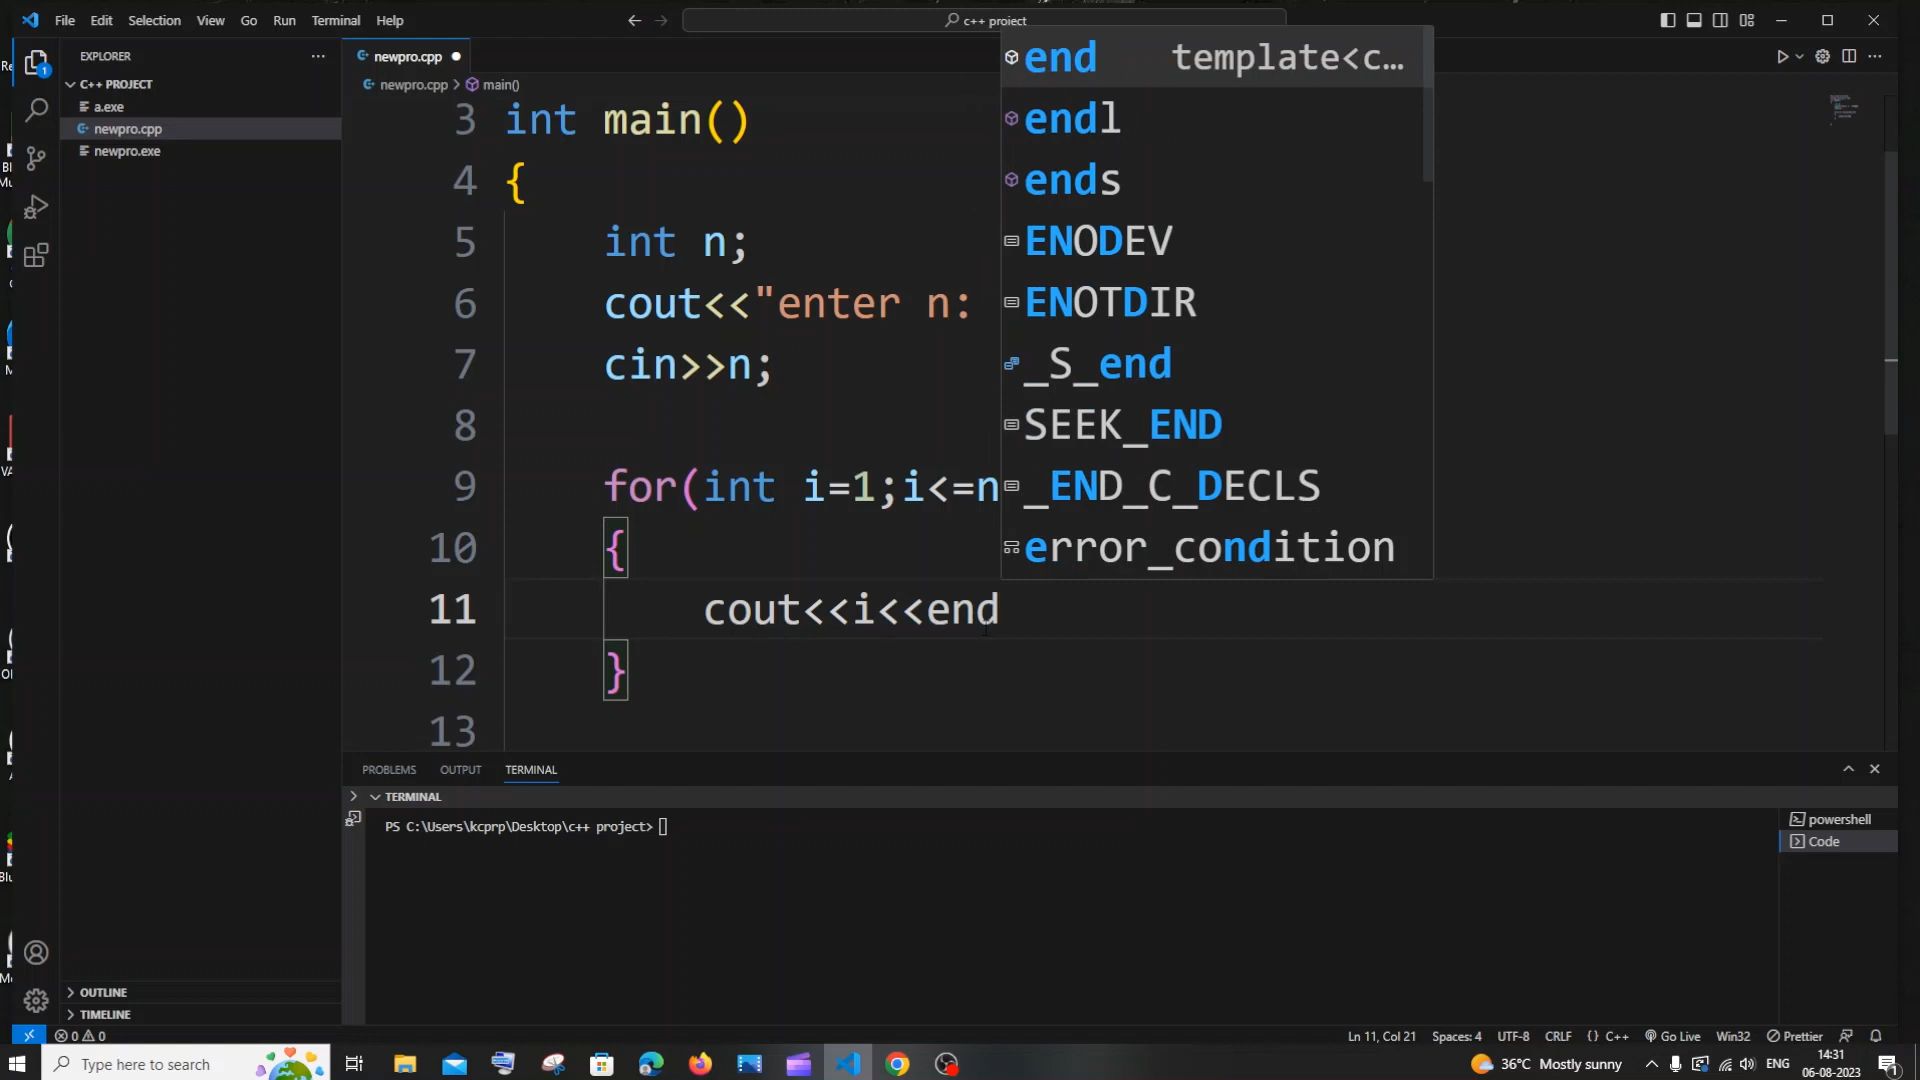 File Edit Selection View Go Run Terminal Help
c++ project
EXPLORER
C++ PROJECT
a.exe
newpro.cpp
newpro.exe
OUTLINE
TIMELINE
newpro.cpp
newpro.cpp > main()
3 int main()
4 {
5 int n;
6 cout<<"enter n:
7 cin>>n;
8
9 for(int i=1;i<=n
10 {
11 cout<<i<<end
12 }
13
end template<c…
endl
ends
ENODEV
ENOTDIR
_S_end
SEEK_END
_END_C_DECLS
error_condition
PROBLEMS OUTPUT TERMINAL
TERMINAL
PS C:\Users\kcprp\Desktop\c++ project>
powershell
Code
0 0
Ln 11, Col 21 Spaces: 4 UTF-8 CRLF {} C++ Go Live Win32 Prettier
Type here to search
36°C Mostly sunny ENG
14:31
06-08-2023